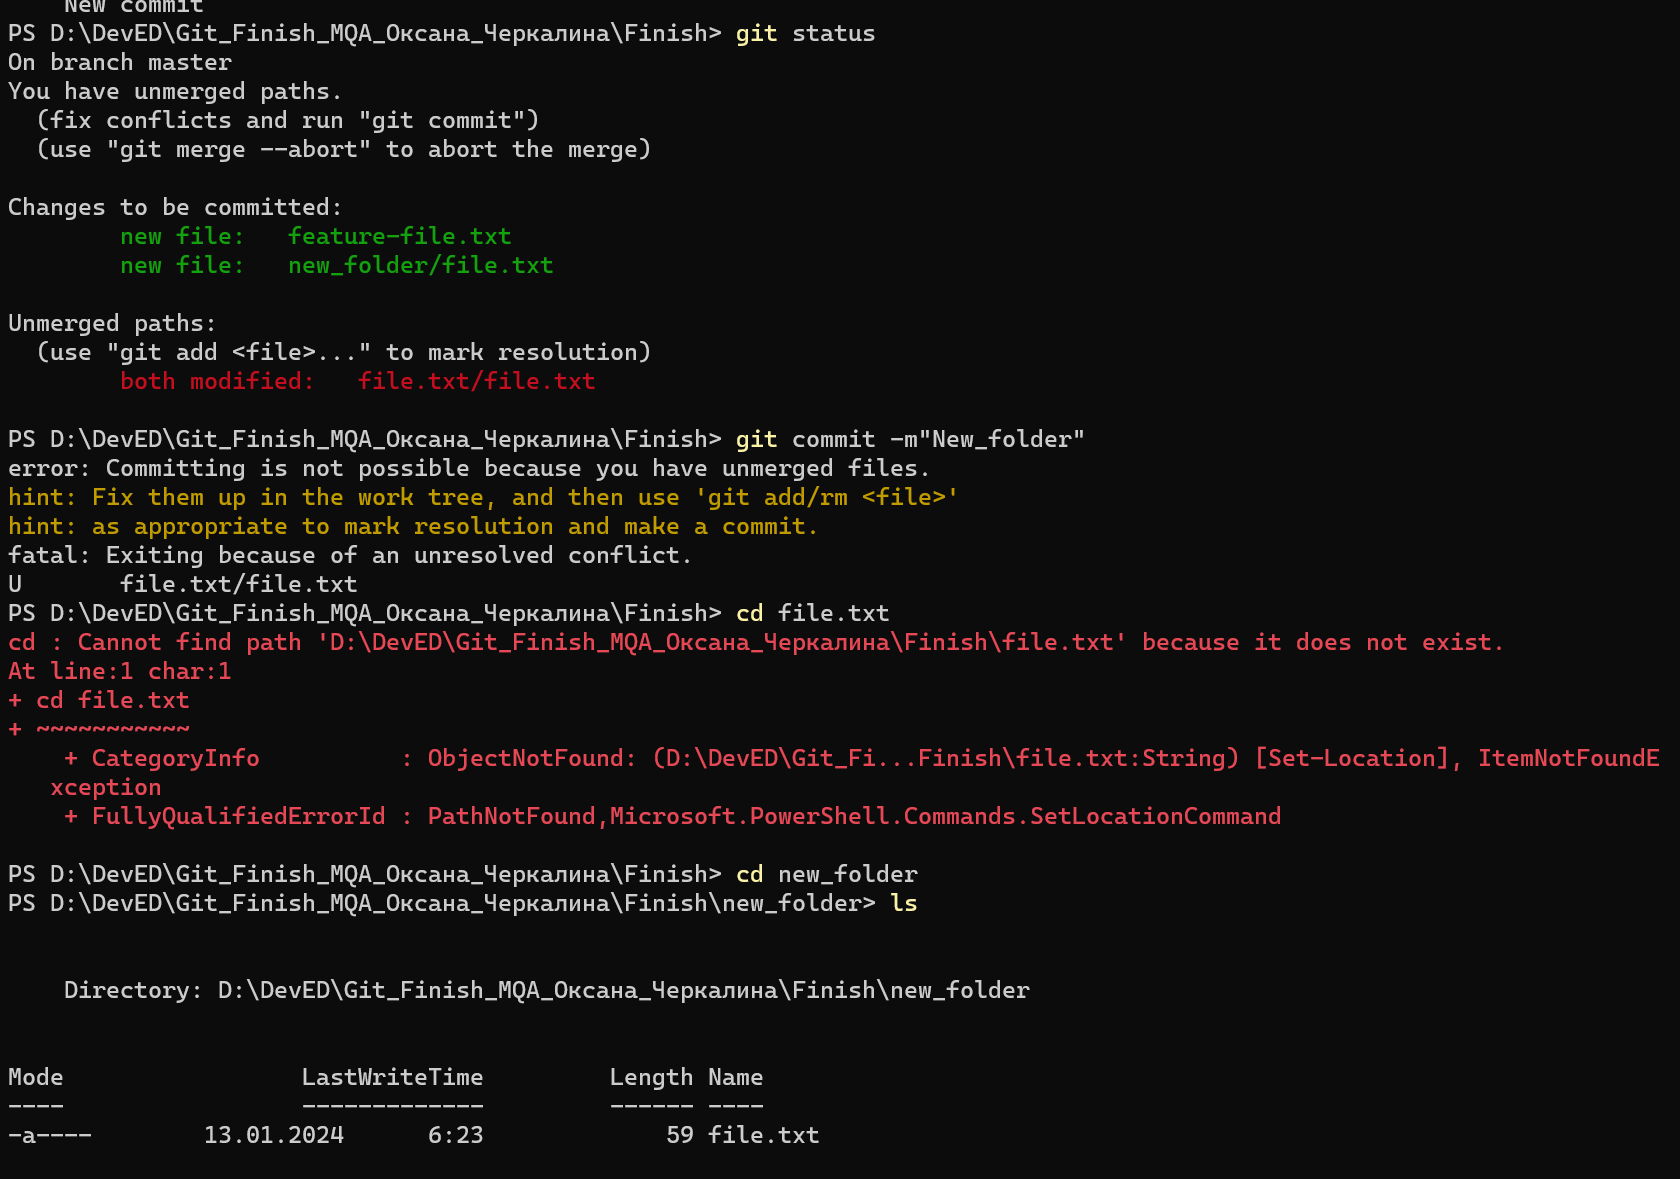 New commit
PS D:\DevED\Git_Finish_MQA_Оксана_Черкалина\Finish> git status
On branch master
You have unmerged paths.
  (fix conflicts and run "git commit")
  (use "git merge --abort" to abort the merge)
Changes to be committed:
        new file:   feature-file.txt
        new file:   new_folder/file.txt
Unmerged paths:
  (use "git add <file>..." to mark resolution)
        both modified:   file.txt/file.txt
PS D:\DevED\Git_Finish_MQA_Оксана_Черкалина\Finish> git commit -m"New_folder"
error: Committing is not possible because you have unmerged files.
hint: Fix them up in the work tree, and then use 'git add/rm <file>'
hint: as appropriate to mark resolution and make a commit.
fatal: Exiting because of an unresolved conflict.
U       file.txt/file.txt
PS D:\DevED\Git_Finish_MQA_Оксана_Черкалина\Finish> cd file.txt
cd : Cannot find path 'D:\DevED\Git_Finish_MQA_Оксана_Черкалина\Finish\file.txt' because it does not exist.
At line:1 char:1
+ cd file.txt
+ ~~~~~~~~~~~
    + CategoryInfo          : ObjectNotFound: (D:\DevED\Git_Fi...Finish\file.txt:String) [Set-Location], ItemNotFoundE
   xception
    + FullyQualifiedErrorId : PathNotFound,Microsoft.PowerShell.Commands.SetLocationCommand
PS D:\DevED\Git_Finish_MQA_Оксана_Черкалина\Finish> cd new_folder
PS D:\DevED\Git_Finish_MQA_Оксана_Черкалина\Finish\new_folder> ls
    Directory: D:\DevED\Git_Finish_MQA_Оксана_Черкалина\Finish\new_folder
Mode                 LastWriteTime         Length Name
----                 -------------         ------ ----
-a----        13.01.2024      6:23             59 file.txt